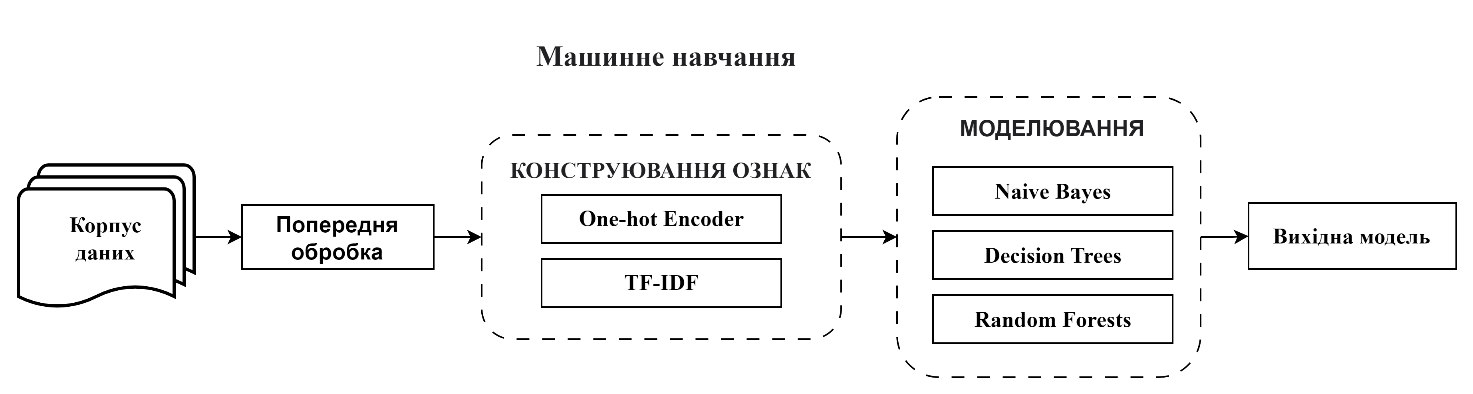 Машинне навчання
Корпус
даних
Попередня
обробка
КОНСТРУЮВАННЯ ОЗНАК
One-hot Encoder
TF-IDF
МОДЕЛЮВАННЯ
Naive Bayes
Decision Trees
Random Forests
Вихідна модель